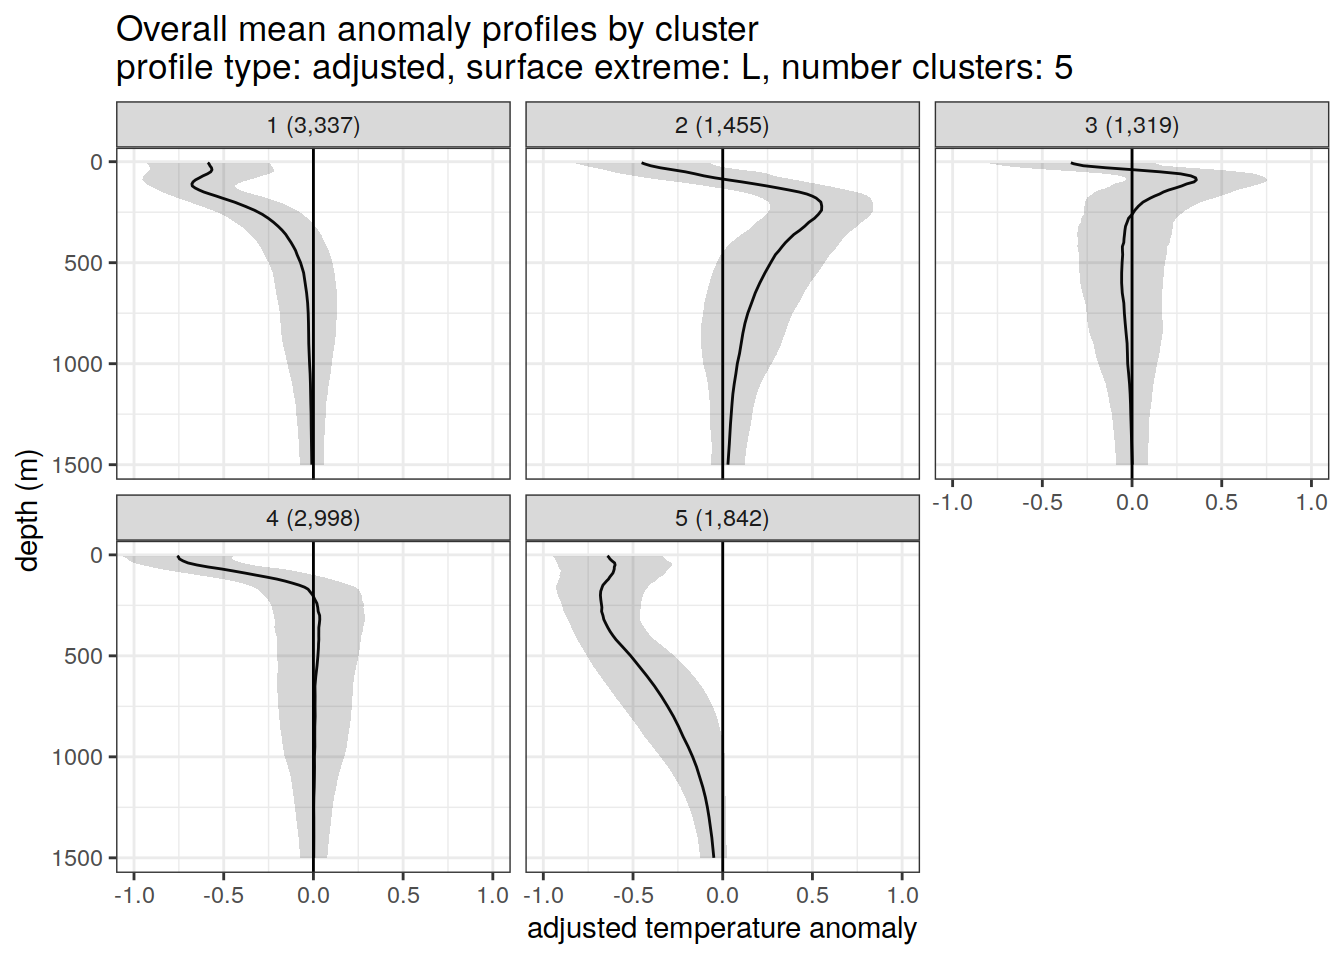 Overall mean anomaly profiles by cluster
profile type: adjusted, surface extreme: L, number clusters: 5
1 (3,337)
2 (1,455)
3 (1,319)
0
500
1000
1500
-1.0 -0.5 0.0 0.5 1.0
4 (2,998)
5 (1,842)
0
500
1000
1500
-1.0 -0.5 0.0 0.5 1.0
-1.0 -0.5 0.0 0.5 1.0
depth (m)
adjusted temperature anomaly